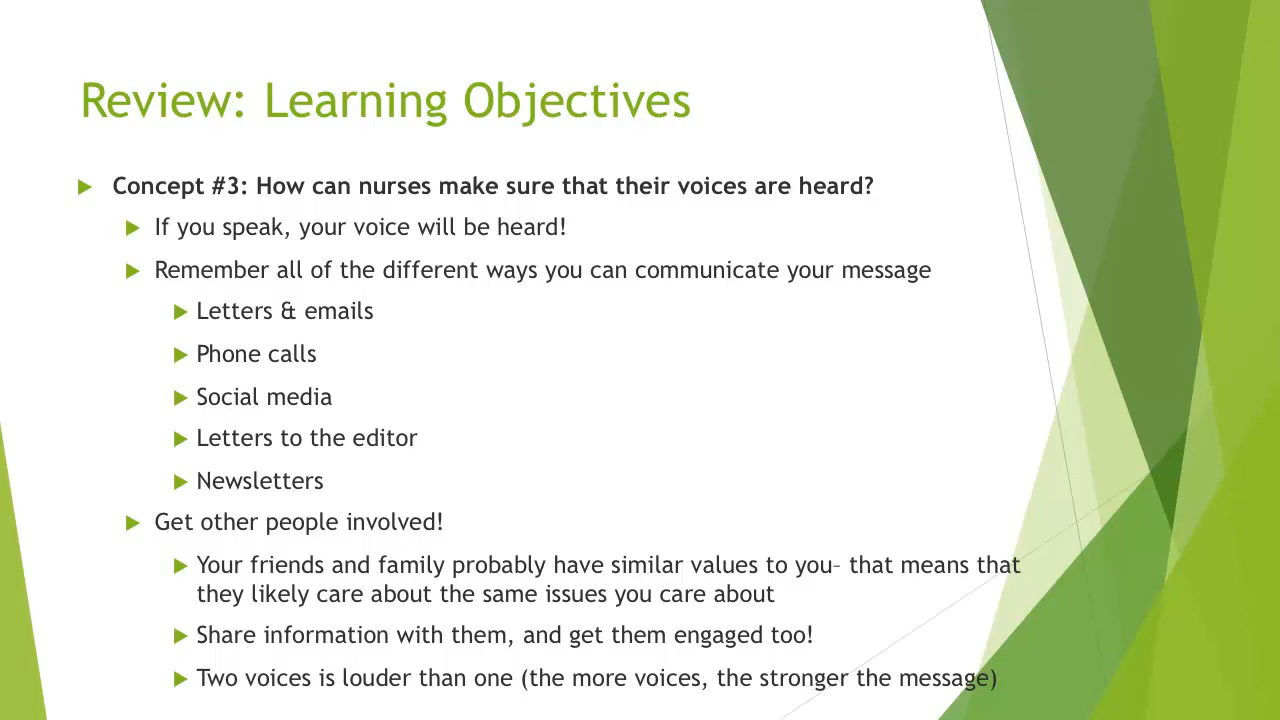 Review: Learning Objectives
Concept #3: How can nurses make sure that their voices are heard?
If you speak, your voice will be heard!
Remember all of the different ways you can communicate your message
Letters & emails
Phone calls
Social media
Letters to the editor
Newsletters
Get other people involved!
Your friends and family probably have similar values to you– that means that
they likely care about the same issues you care about
Share information with them, and get them engaged too!
Two voices is louder than one (the more voices, the stronger the message)